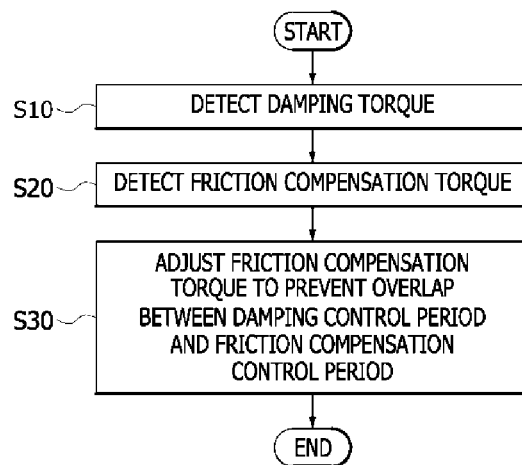 START
S10
DETECT DAMPING TORQUE
S20
DETECT FRICTION COMPENSATION TORQUE
S30
ADJUST FRICTION COMPENSATION
TORQUE TO PREVENT OVERLAP
BETWEEN DAMPING CONTROL PERIOD
AND FRICTION COMPENSATION
CONTROL PERIOD
END